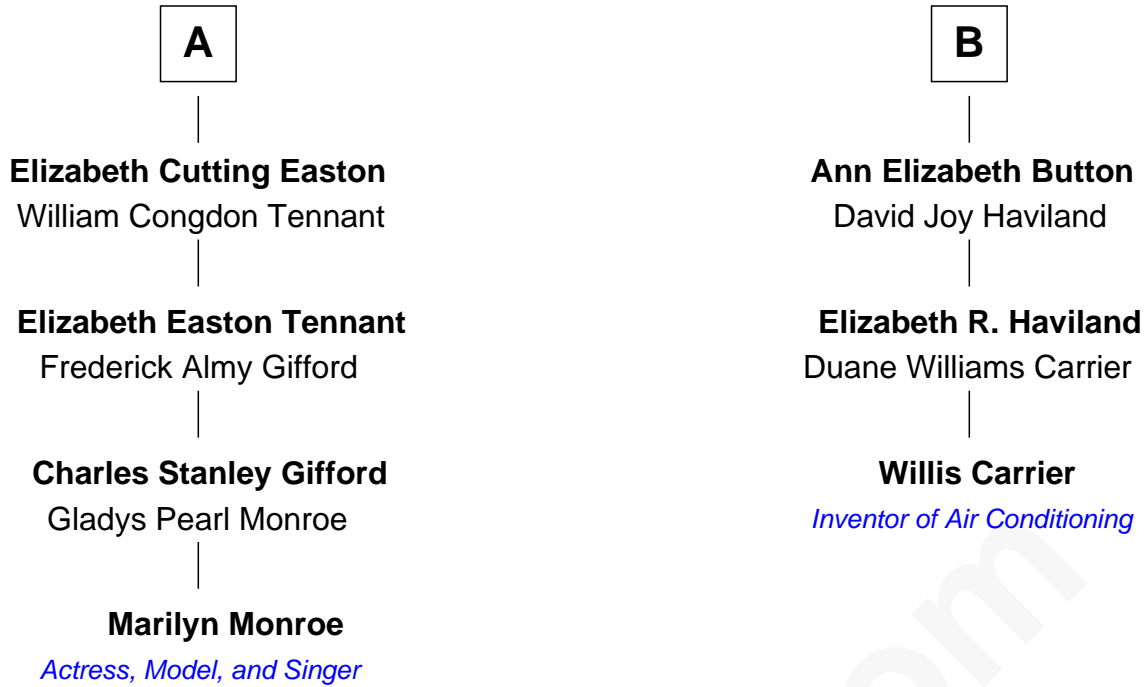 A
Elizabeth Cutting Easton
William Congdon Tennant
Elizabeth Easton Tennant
Frederick Almy Gifford
Charles Stanley Gifford
Gladys Pearl Monroe
Marilyn Monroe
Actress, Model, and Singer
B
Ann Elizabeth Button
David Joy Haviland
Elizabeth R. Haviland
Duane Williams Carrier
Willis Carrier
Inventor of Air Conditioning
om